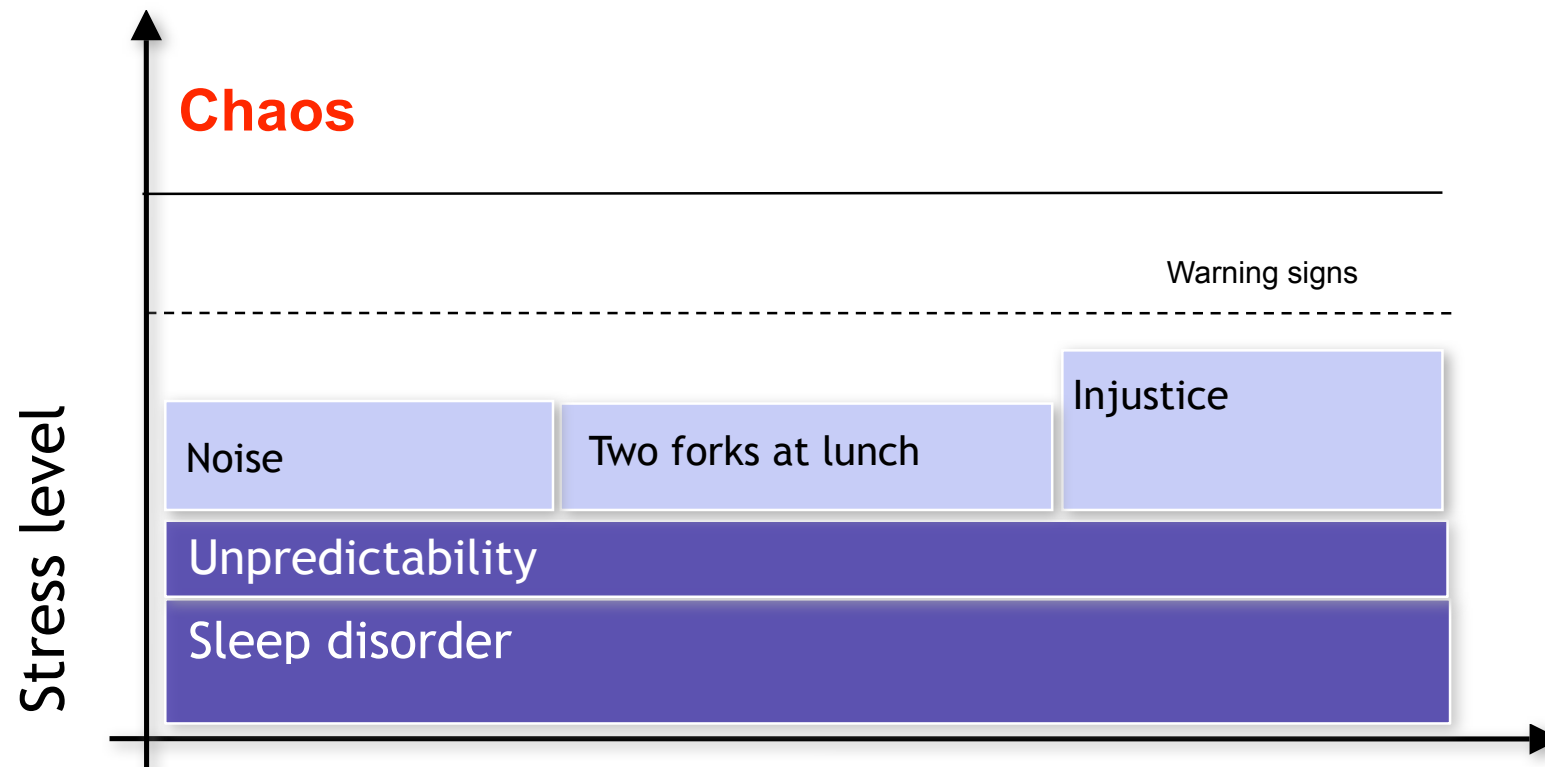 Chaos
Warning signs
Injustice
Noise
Two forks at lunch
Unpredictability
Sleep disorder
Stress level